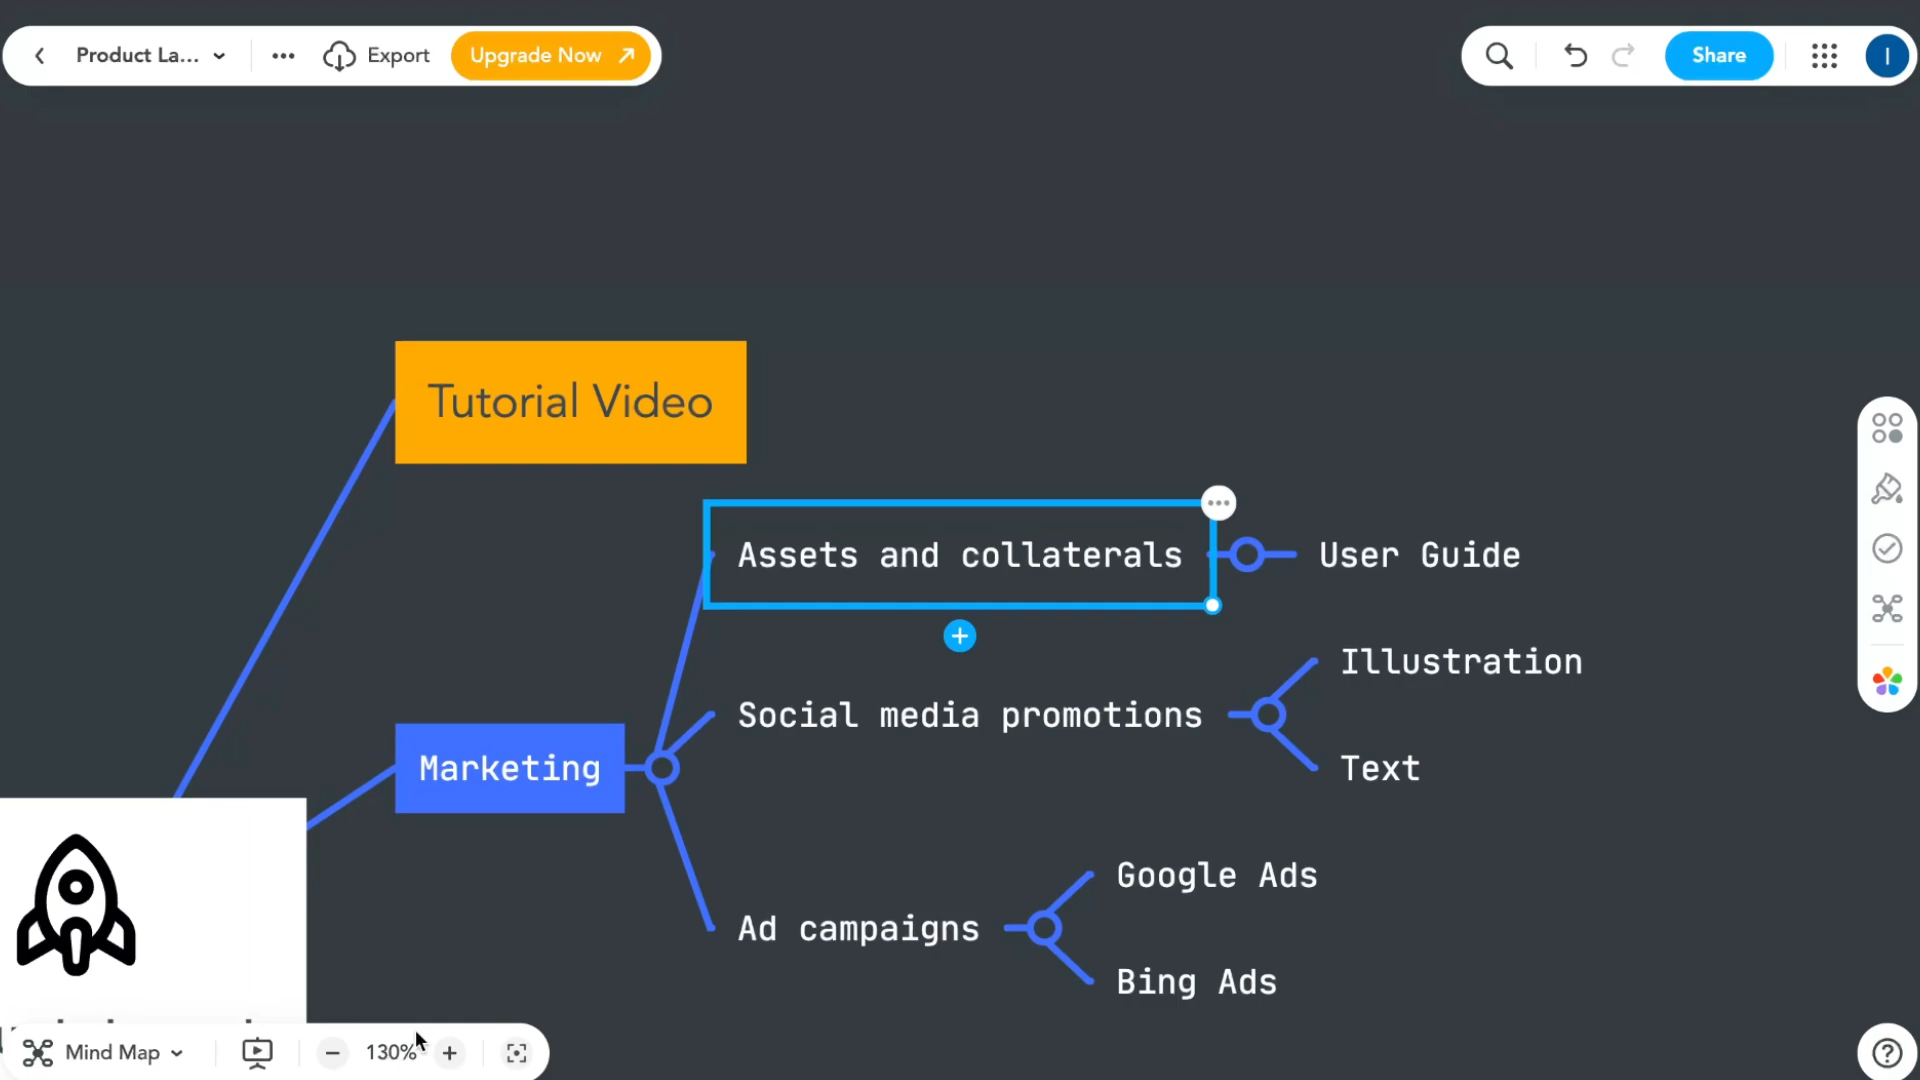 Product La...
Export
Upgrade Now
Share
I
Tutorial Video
Assets and collaterals
User Guide
Illustration
Social media promotions
Text
Marketing
Google Ads
Ad campaigns
Bing Ads
Mind Map
130%